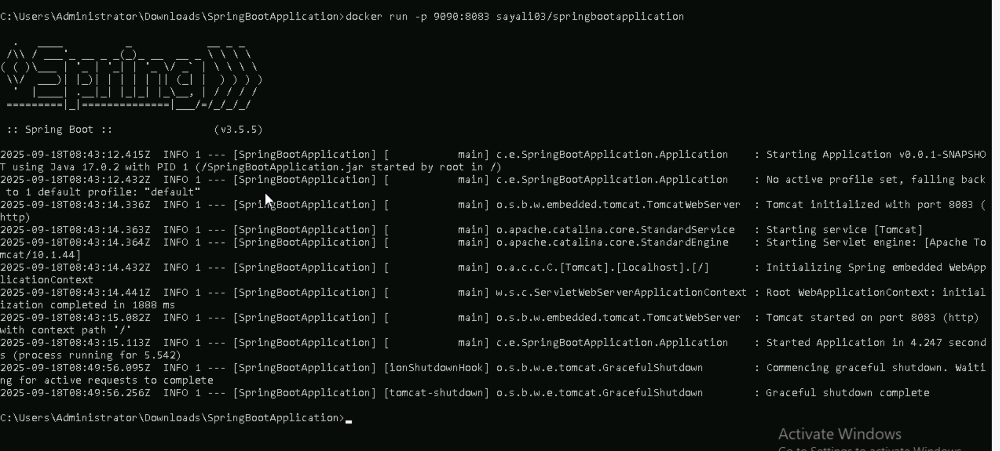 C:\Users\Administrator\Downloads\SpringBootApplication>docker run -p 9090:8083 sayali03/springbootapplication
  .   ____          _            __ _ _
 /\\ / ___'_ __ _ _(_)_ __  __ _ \ \ \ \
( ( )\___ | '_ | '_| | '_ \/ _` | \ \ \ \
 \\/  ___)| |_)| | | | | || (_| |  ) ) ) )
  '  |____| .__|_| |_|_| |_\__, | / / / /
 =========|_|==============|___/=/_/_/_/
 :: Spring Boot ::                (v3.5.5)
2025-09-18T08:43:12.415Z  INFO 1 --- [SpringBootApplication] [           main] c.e.SpringBootApplication.Application    : Starting Application v0.0.1-SNAPSHO
T using Java 17.0.2 with PID 1 (/SpringBootApplication.jar started by root in /)
2025-09-18T08:43:12.432Z  INFO 1 --- [SpringBootApplication] [           main] c.e.SpringBootApplication.Application    : No active profile set, falling back
 to 1 default profile: "default"
2025-09-18T08:43:14.336Z  INFO 1 --- [SpringBootApplication] [           main] o.s.b.w.embedded.tomcat.TomcatWebServer  : Tomcat initialized with port 8083 (
http)
2025-09-18T08:43:14.363Z  INFO 1 --- [SpringBootApplication] [           main] o.apache.catalina.core.StandardService   : Starting service [Tomcat]
2025-09-18T08:43:14.364Z  INFO 1 --- [SpringBootApplication] [           main] o.apache.catalina.core.StandardEngine    : Starting Servlet engine: [Apache To
mcat/10.1.44]
2025-09-18T08:43:14.432Z  INFO 1 --- [SpringBootApplication] [           main] o.a.c.c.C.[Tomcat].[localhost].[/]       : Initializing Spring embedded WebApp
licationContext
2025-09-18T08:43:14.441Z  INFO 1 --- [SpringBootApplication] [           main] w.s.c.ServletWebServerApplicationContext : Root WebApplicationContext: initial
ization completed in 1888 ms
2025-09-18T08:43:15.082Z  INFO 1 --- [SpringBootApplication] [           main] o.s.b.w.embedded.tomcat.TomcatWebServer  : Tomcat started on port 8083 (http)
with context path '/'
2025-09-18T08:43:15.113Z  INFO 1 --- [SpringBootApplication] [           main] c.e.SpringBootApplication.Application    : Started Application in 4.247 second
s (process running for 5.542)
2025-09-18T08:49:56.095Z  INFO 1 --- [SpringBootApplication] [ionShutdownHook] o.s.b.w.e.tomcat.GracefulShutdown        : Commencing graceful shutdown. Waiti
ng for active requests to complete
2025-09-18T08:49:56.256Z  INFO 1 --- [SpringBootApplication] [tomcat-shutdown] o.s.b.w.e.tomcat.GracefulShutdown        : Graceful shutdown complete
C:\Users\Administrator\Downloads\SpringBootApplication>
Activate Windows
Go to Settings to activate Windows